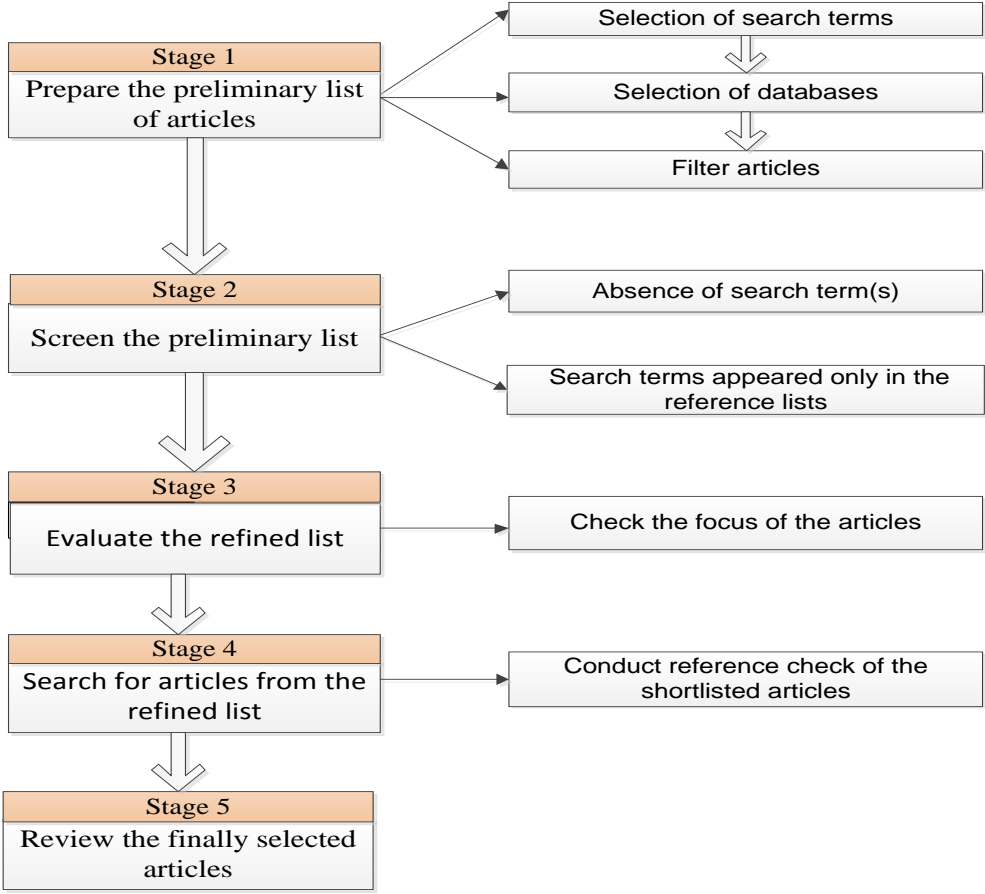 Stage 1
Prepare the preliminary list
of articles
Selection of search terms
Selection of databases
Filter articles
Stage 2
Screen the preliminary list
Absence of search term(s)
Search terms appeared only in the
reference lists
Stage 3
Evaluate the refined list
Check the focus of the articles
Stage 4
Search for articles from the
refined list
Conduct reference check of the
shortlisted articles
Stage 5
Review the finally selected
articles